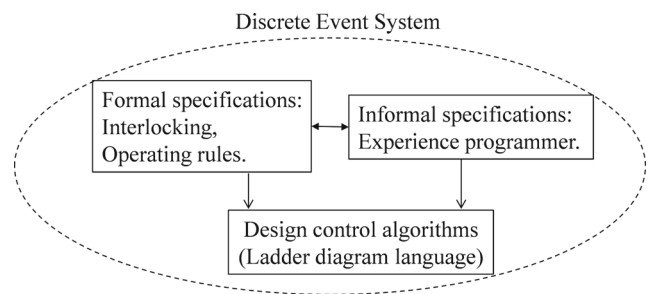 Discrete Event System
Formal specifications:
Interlocking,
Operating rules.
Informal specifications:
Experience programmer.
Design control algorithms
(Ladder diagram language)